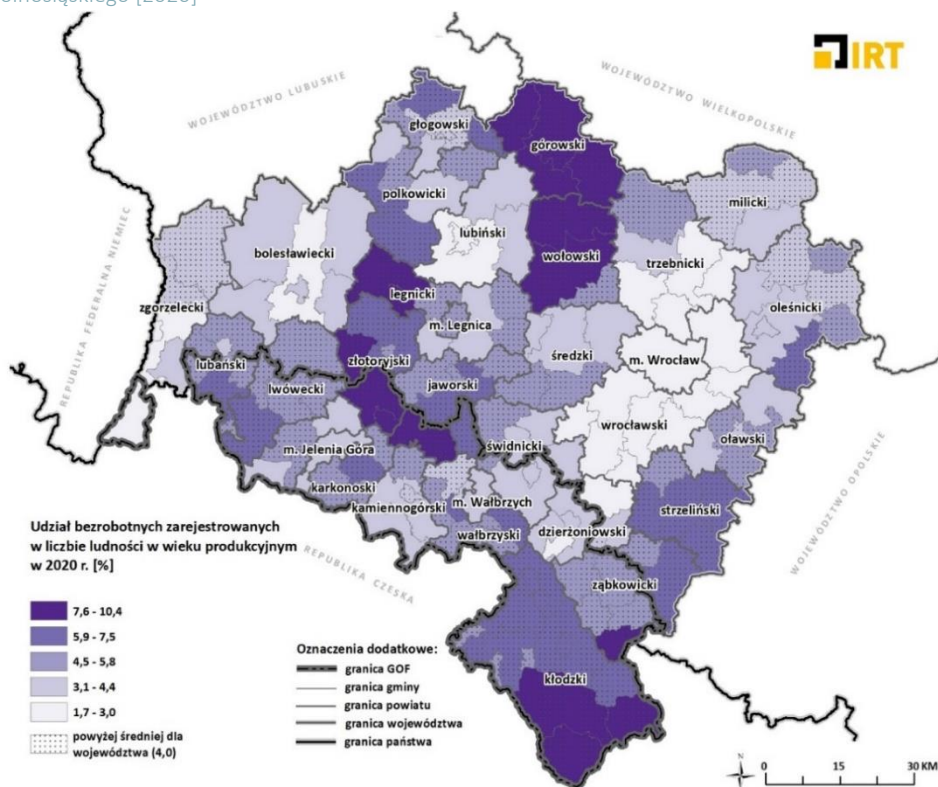 [2020]
IRT
WOJEWÓDZTWO LUBUSKIE
WOJEWÓDZTWO WIELKOPOLSKIE
REPUBLIKA FEDERALNA NIEMIEC
głogowski
górowski
polkowicki
milicki
lubiński
bolesławiecki
wołowski
trzebnicki
legnicki
zgorzelecki
oleśnicki
m. Legnica
złotoryjski
średzki
m. Wrocław
lubański
lwówecki
jaworski
wrocławski
oławski
m. Jelenia Góra
świdnicki
karkonoski
kamiennogórski
m. Wałbrzych
strzeliński
dzierżoniowski
wałbrzyski
ząbkowicki
kłodzki
REPUBLIKA CZESKA
WOJEWÓDZTWO OPOLSKIE
Udział bezrobotnych zarejestrowanych
w liczbie ludności w wieku produkcyjnym
w 2020 r. [%]
7,6 - 10,4
5,9 - 7,5
4,5 - 5,8
3,1 - 4,4
1,7 - 3,0
powyżej średniej dla
województwa (4,0)
Oznaczenia dodatkowe:
granica GOF
granica gminy
granica powiatu
granica województwa
granica państwa
N
0 15 30 KM